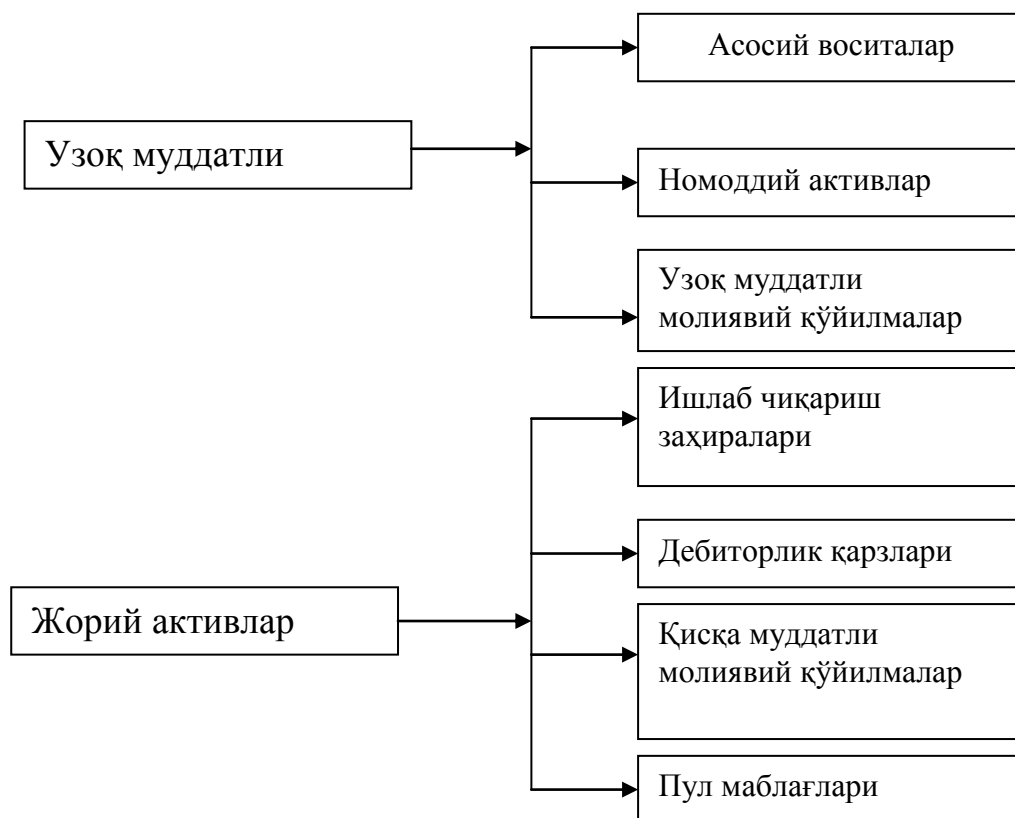 Узоқ муддатли
Асосий воситалар
Номоддий активлар
Узоқ муддатли
молиявий қўйилмалар
Жорий активлар
Ишлаб чиқариш
заҳиралари
Дебиторлик қарзлари
Қисқа муддатли
молиявий қўйилмалар
Пул маблағлари